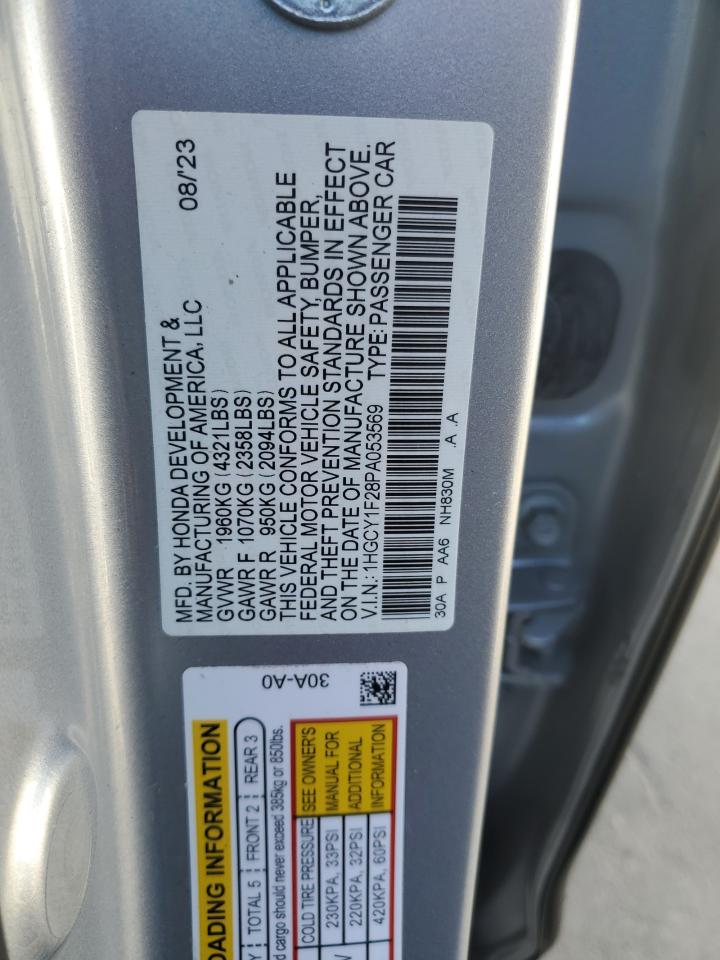 MFD. BY HONDA DEVELOPMENT & 08/'23
MANUFACTURING OF AMERICA, LLC
GVWR 1960KG (4321LBS)
GAWR F 1070KG (2358LBS)
GAWR R 950KG (2094LBS)
THIS VEHICLE CONFORMS TO ALL APPLICABLE
FEDERAL MOTOR VEHICLE SAFETY, BUMPER,
AND THEFT PREVENTION STANDARDS IN EFFECT
ON THE DATE OF MANUFACTURE SHOWN ABOVE.
V.I.N.: 1HGCY1F28PA053569 TYPE: PASSENGER CAR
30A P AA6 NH830M .A .A
30A-A0
OADING INFORMATION
TOTAL 5 FRONT 2 REAR 3
d cargo should never exceed 385kg or 850lbs.
COLD TIRE PRESSURE SEE OWNER'S
230KPA, 33PSI MANUAL FOR
220KPA, 32PSI ADDITIONAL
420KPA, 60PSI INFORMATION